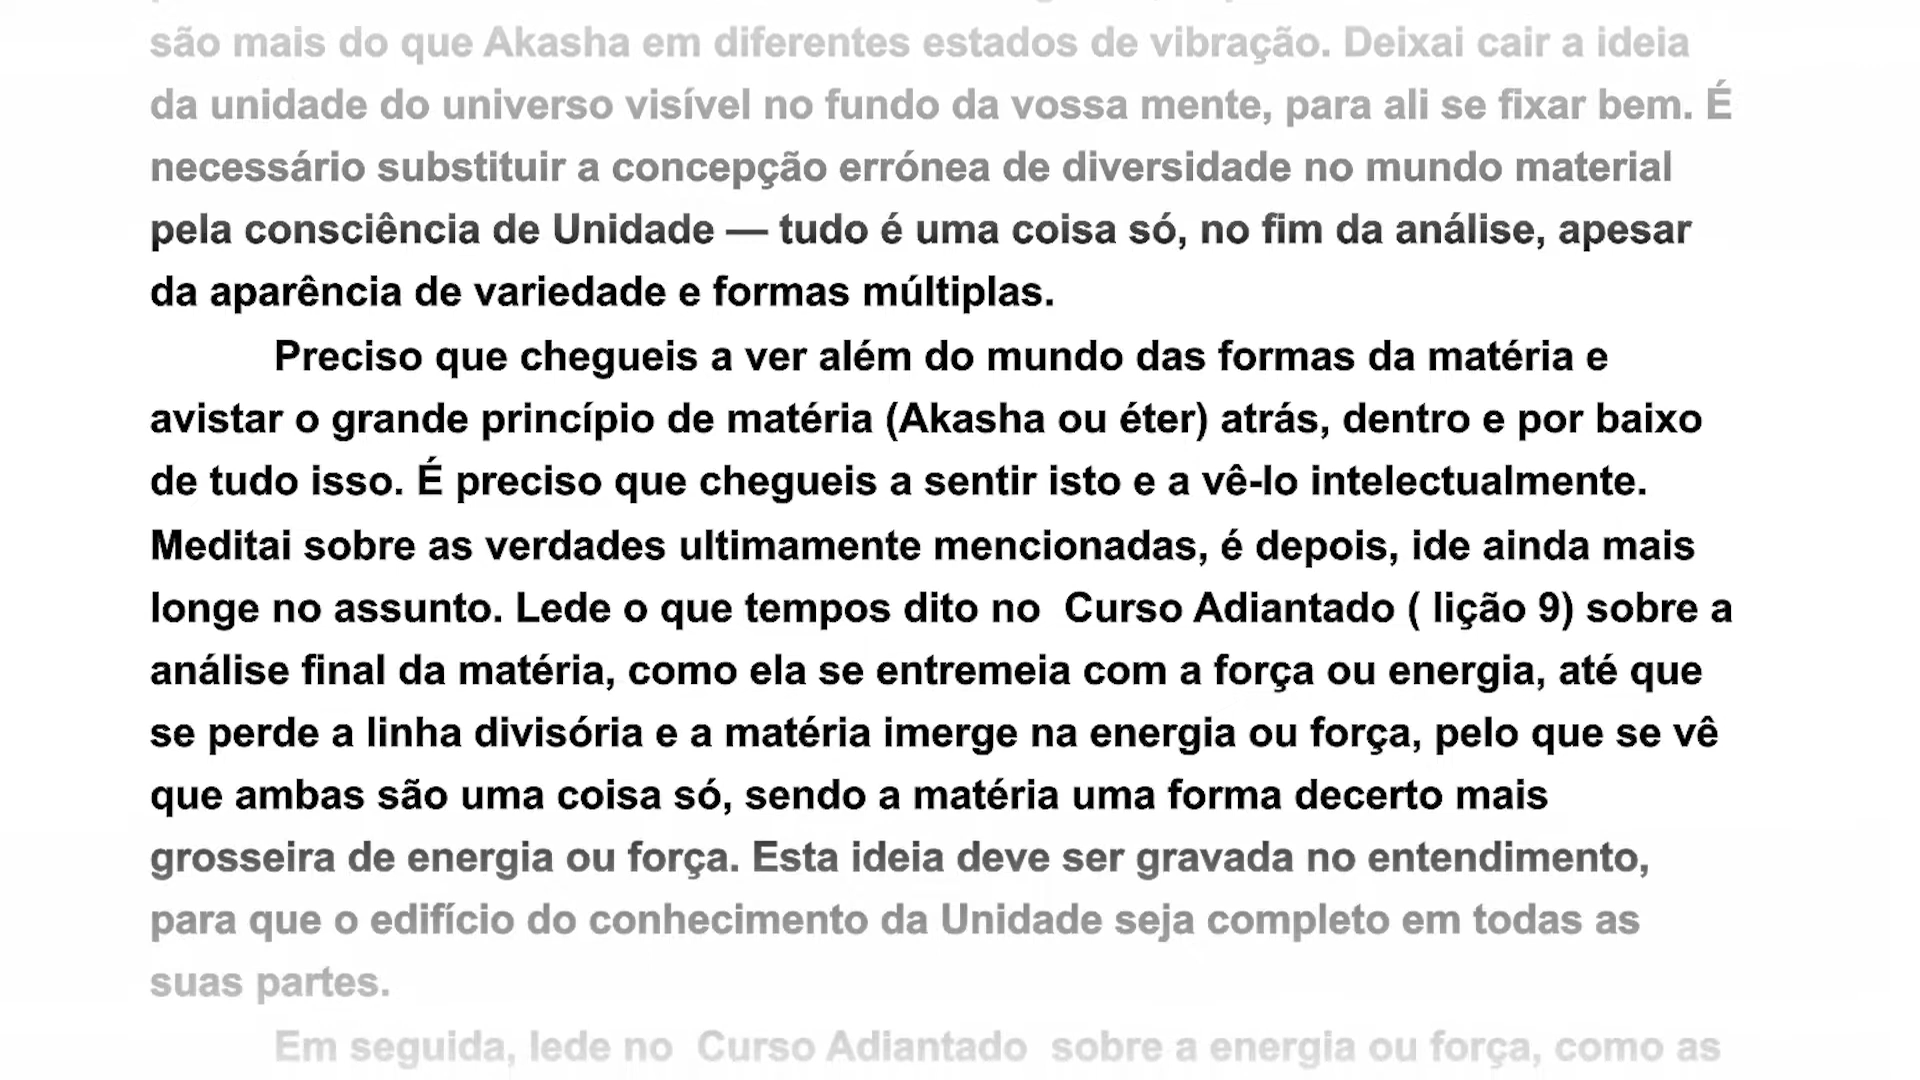 são mais do que Akasha em diferentes estados de vibração. Deixai cair a ideia
da unidade do universo visível no fundo da vossa mente, para ali se fixar bem. É
necessário substituir a concepção errónea de diversidade no mundo material
pela consciência de Unidade — tudo é uma coisa só, no fim da análise, apesar
da aparência de variedade e formas múltiplas.
Preciso que chegueis a ver além do mundo das formas da matéria e
avistar o grande princípio de matéria (Akasha ou éter) atrás, dentro e por baixo
de tudo isso. É preciso que chegueis a sentir isto e a vê-lo intelectualmente.
Meditai sobre as verdades ultimamente mencionadas, é depois, ide ainda mais
longe no assunto. Lede o que tempos dito no  Curso Adiantado ( lição 9) sobre a
análise final da matéria, como ela se entremeia com a força ou energia, até que
se perde a linha divisória e a matéria imerge na energia ou força, pelo que se vê
que ambas são uma coisa só, sendo a matéria uma forma decerto mais
grosseira de energia ou força. Esta ideia deve ser gravada no entendimento,
para que o edifício do conhecimento da Unidade seja completo em todas as
suas partes.
Em seguida, lede no  Curso Adiantado  sobre a energia ou força, como as